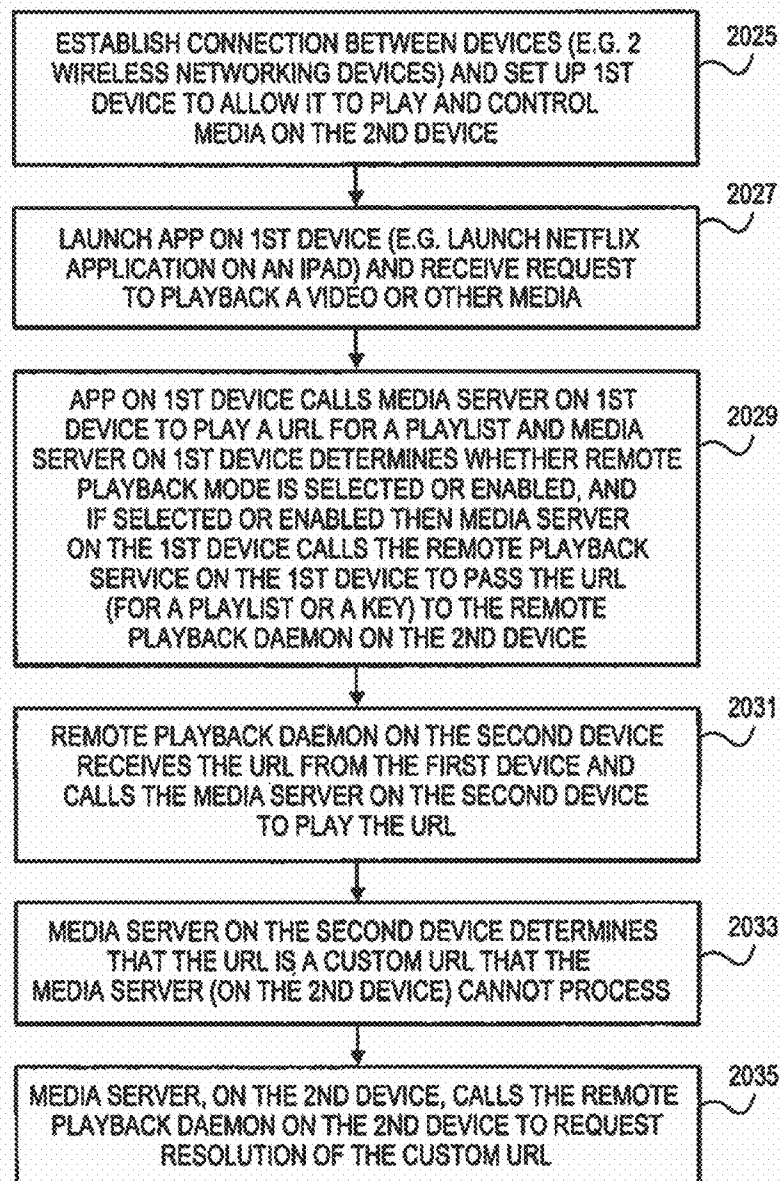 ESTABLISH CONNECTION BETWEEN DEVICES (E.G. 2
WIRELESS NETWORKING DEVICES) AND SET UP 1ST
DEVICE TO ALLOW IT TO PLAY AND CONTROL
MEDIA ON THE 2ND DEVICE
2025
LAUNCH APP ON 1ST DEVICE (E.G. LAUNCH NETFLIX
APPLICATION ON AN IPAD) AND RECEIVE REQUEST
TO PLAYBACK A VIDEO OR OTHER MEDIA
2027
APP ON 1ST DEVICE CALLS MEDIA SERVER ON 1ST
DEVICE TO PLAY A URL FOR A PLAYLIST AND MEDIA
SERVER ON 1ST DEVICE DETERMINES WHETHER REMOTE
PLAYBACK MODE IS SELECTED OR ENABLED, AND
IF SELECTED OR ENABLED THEN MEDIA SERVER
ON THE 1ST DEVICE CALLS THE REMOTE PLAYBACK
SERVICE ON THE 1ST DEVICE TO PASS THE URL
(FOR A PLAYLIST OR A KEY) TO THE REMOTE
PLAYBACK DAEMON ON THE 2ND DEVICE
2029
REMOTE PLAYBACK DAEMON ON THE SECOND DEVICE
RECEIVES THE URL FROM THE FIRST DEVICE AND
CALLS THE MEDIA SERVER ON THE SECOND DEVICE
TO PLAY THE URL
2031
MEDIA SERVER ON THE SECOND DEVICE DETERMINES
THAT THE URL IS A CUSTOM URL THAT THE
MEDIA SERVER (ON THE 2ND DEVICE) CANNOT PROCESS
2033
MEDIA SERVER, ON THE 2ND DEVICE, CALLS THE REMOTE
PLAYBACK DAEMON ON THE 2ND DEVICE TO REQUEST
RESOLUTION OF THE CUSTOM URL
2035